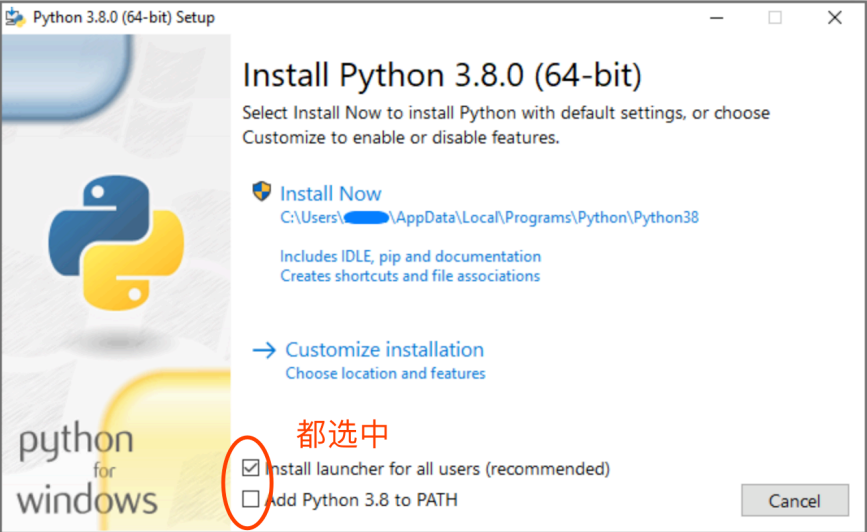 Python 3.8.0 (64-bit) Setup
Install Python 3.8.0 (64-bit)
Select Install Now to install Python with default settings, or choose
Customize to enable or disable features.
Install Now
C:\Users\ \AppData\Local\Programs\Python\Python38
Includes IDLE, pip and documentation
Creates shortcuts and file associations
Customize installation
Choose location and features
都选中
Install launcher for all users (recommended)
Add Python 3.8 to PATH
Cancel
python
for
windows